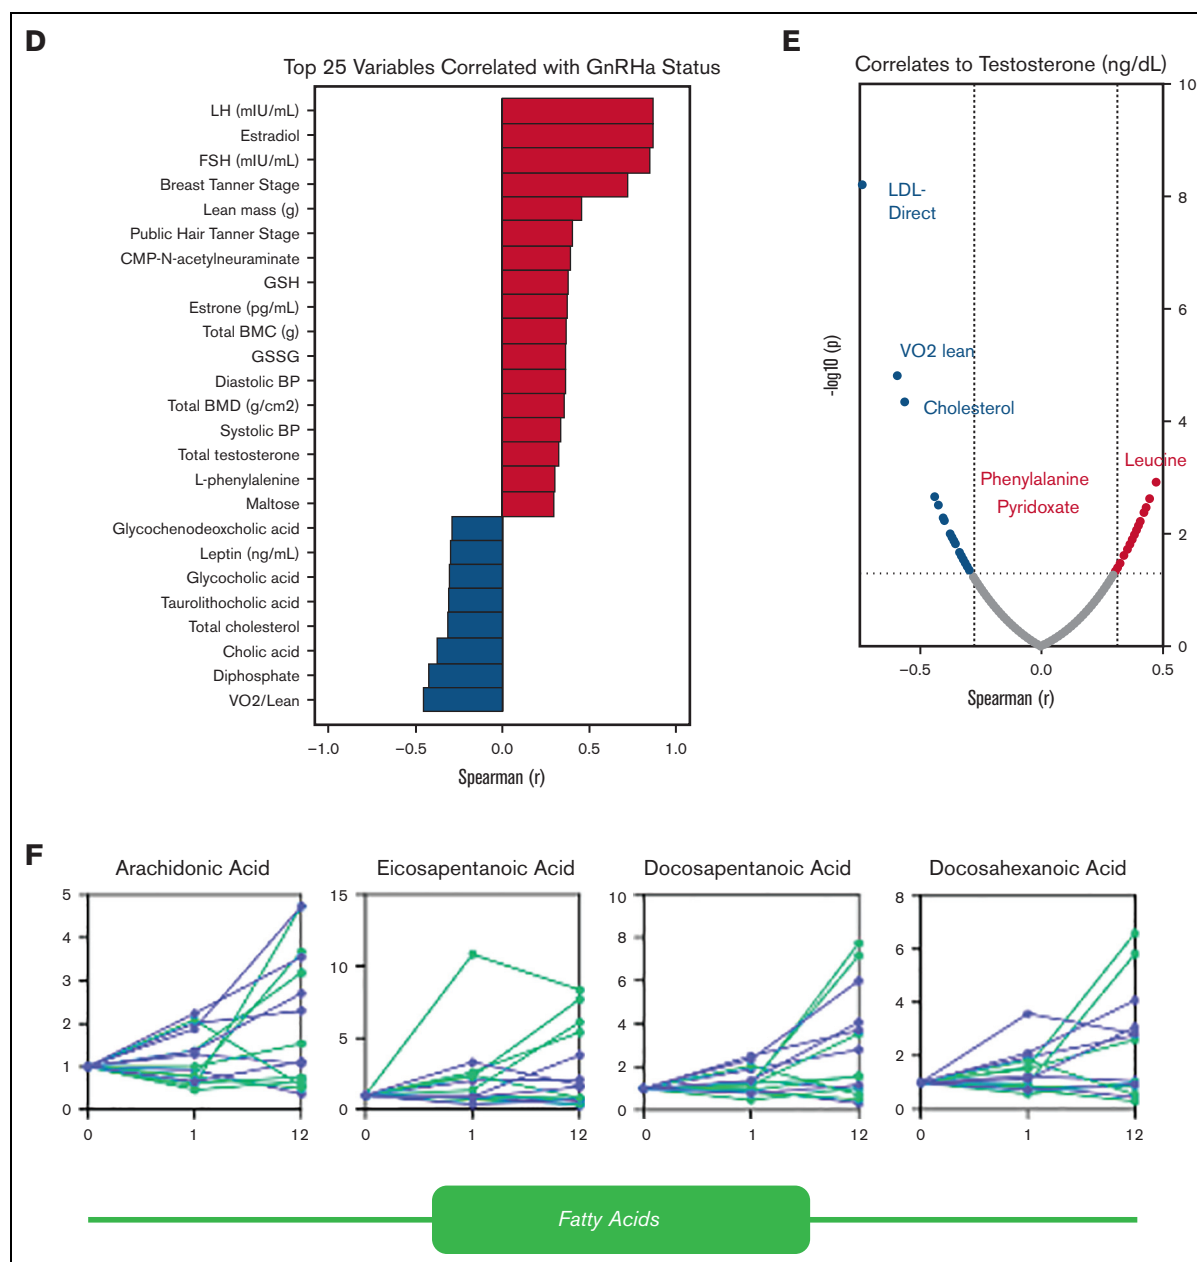 D
Top 25 Variables Correlated with GnRHa Status
LH (mIU/mL)
Estradiol
FSH (mIU/mL)
Breast Tanner Stage
Lean mass (g)
Public Hair Tanner Stage
CMP-N-acetylneuraminate
GSH
Estrone (pg/mL)
Total BMC (g)
GSSG
Diastolic BP
Total BMD (g/cm2)
Systolic BP
Total testosterone
L-phenylalenine
Maltose
Glycochenodeoxcholic acid
Leptin (ng/mL)
Glycocholic acid
Taurolithocholic acid
Total cholesterol
Cholic acid
Diphosphate
VO2/Lean
−1.0 −0.5 0.0 0.5 1.0
Spearman (r)
E
Correlates to Testosterone (ng/dL)
10
8
6
4
2
0
-log10 (p)
LDL-
Direct
VO2 lean
Cholesterol
Leucine
Phenylalanine
Pyridoxate
−0.5 0.0 0.5
Spearman (r)
F
Arachidonic Acid
5
4
3
2
1
0
0 1 12
Eicosapentanoic Acid
15
10
5
0
0 1 12
Docosapentanoic Acid
10
8
6
4
2
0
0 1 12
Docosahexanoic Acid
8
6
4
2
0
0 1 12
Fatty Acids